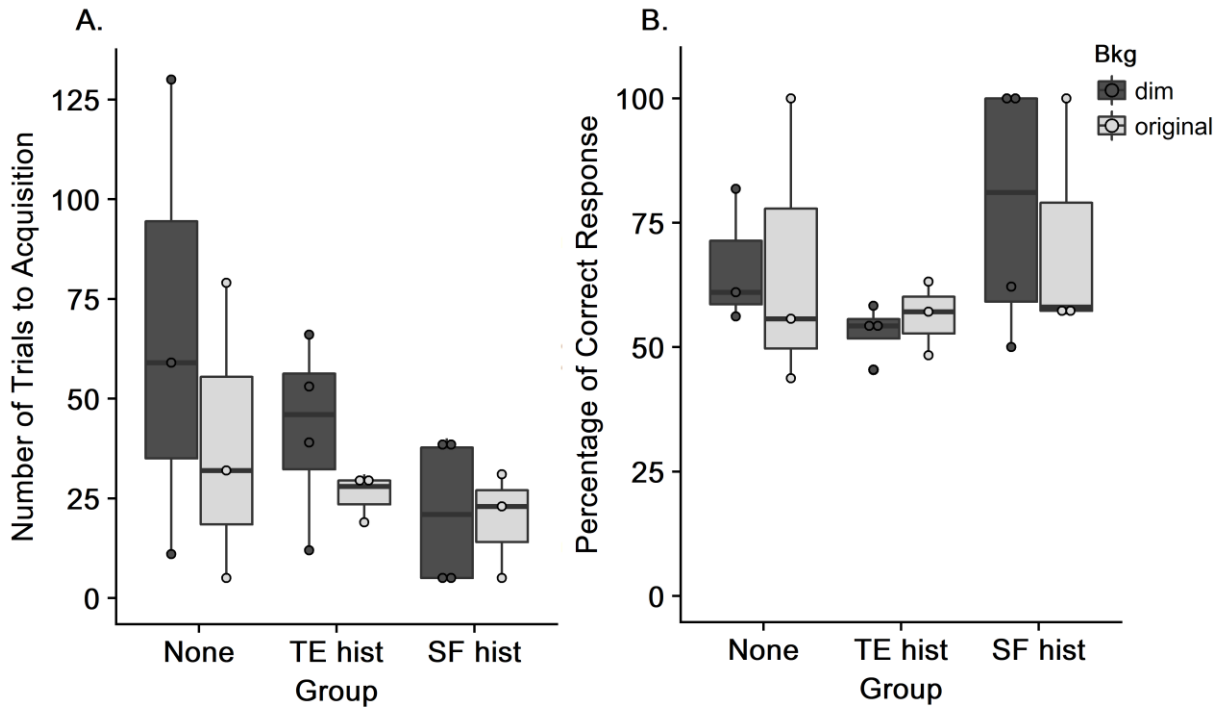 A.
Number of Trials to Acquisition
125
100
75
50
25
0
None TE hist SF hist
Group
B.
Percentage of Correct Response
100
75
50
25
0
None TE hist SF hist
Group
Bkg
dim
original